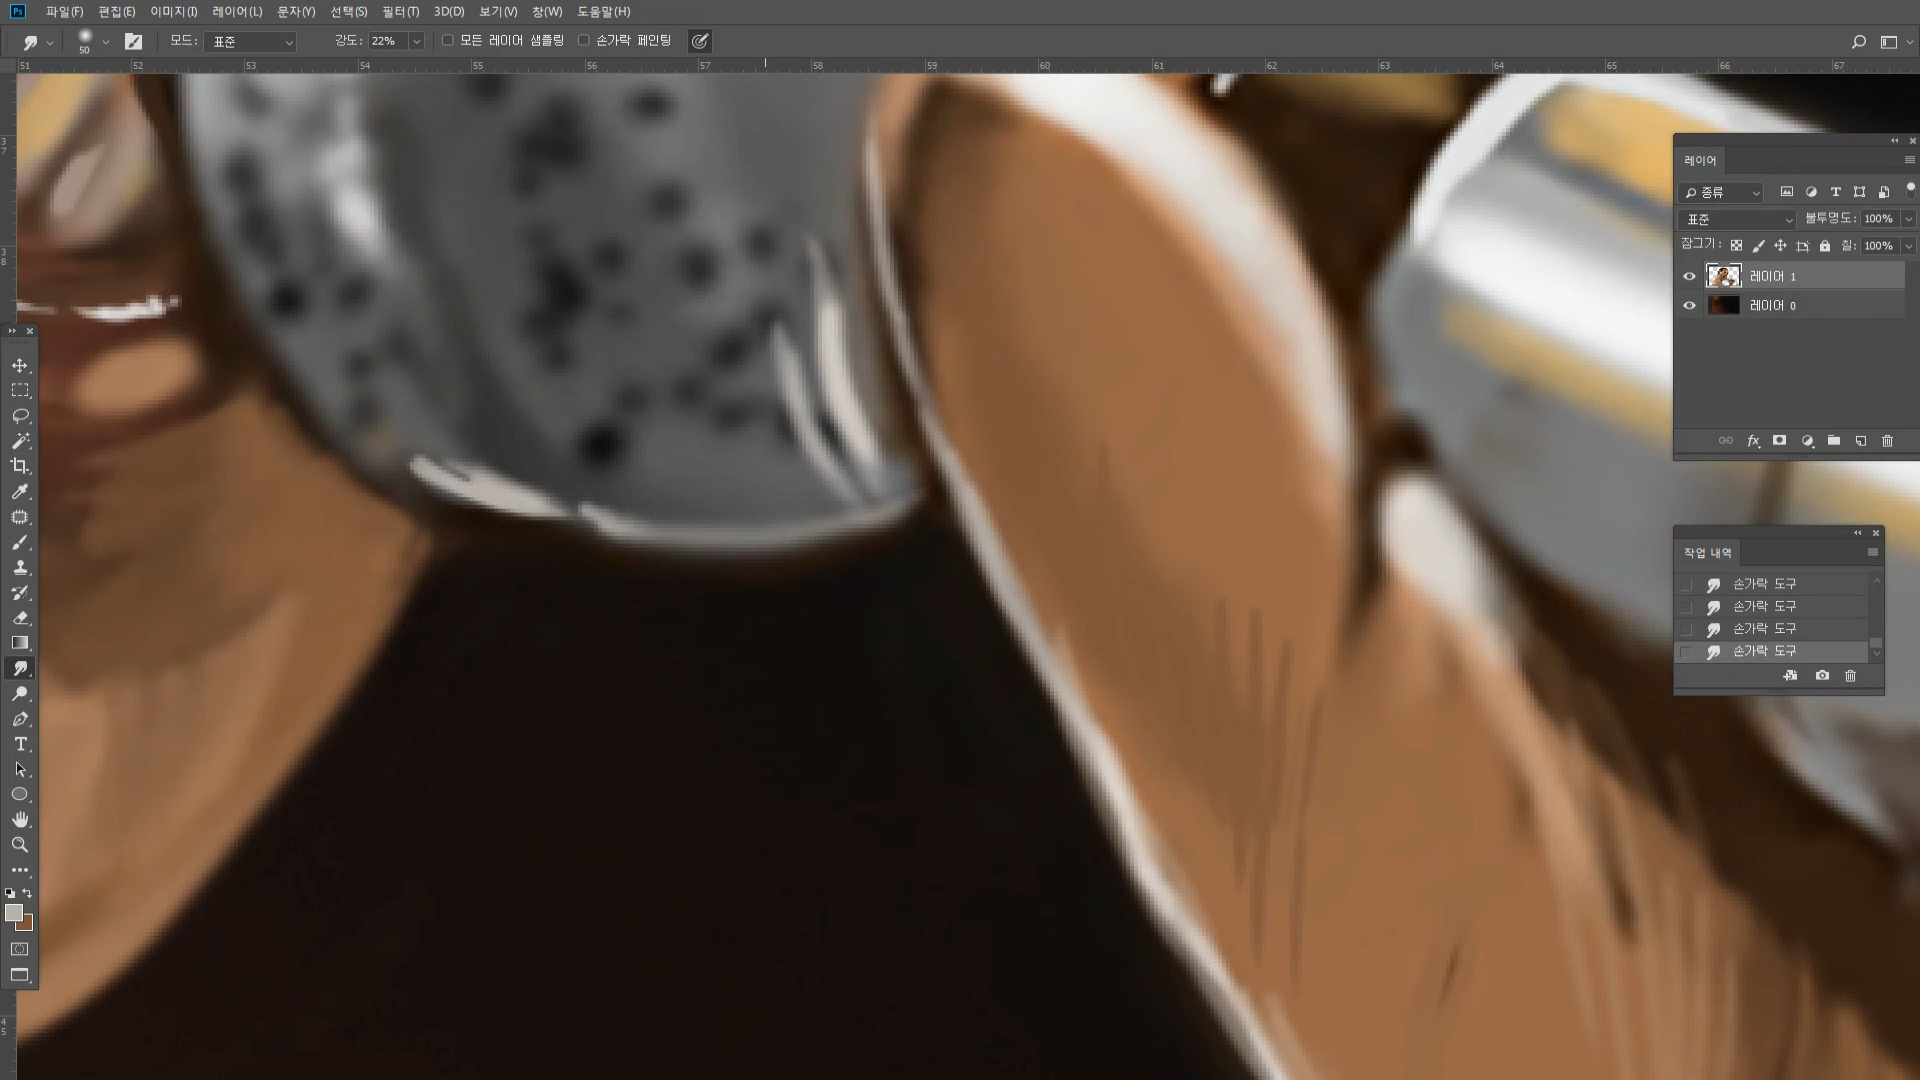 Ps 파일(F) 편집(E) 이미지(I) 레이어(L) 문자(Y) 선택(S) 필터(T) 3D(D) 보기(V) 창(W) 도움말(H)
50 모드: 표준 강도: 22% 모든 레이어 샘플링 손가락 페인팅
51 52 53 54 55 56 57 58 59 60 61 62 63 64 65 66 67
37
38
45
레이어
종류
표준 불투명도: 100%
잠그기: 칠: 100%
레이어 1
레이어 0
fx
작업 내역
손가락 도구
손가락 도구
손가락 도구
손가락 도구